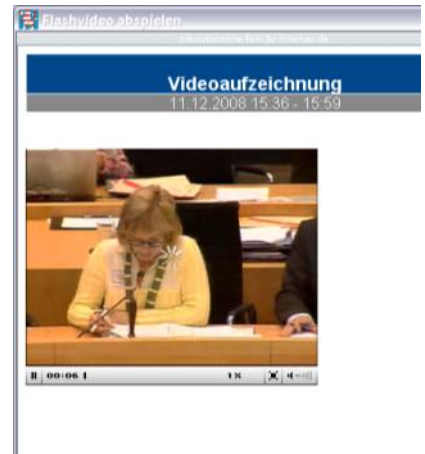 Flashvideo abspielen
Videoaufzeichnung
11.12.2008 15:36 - 15:59
00:06
1X